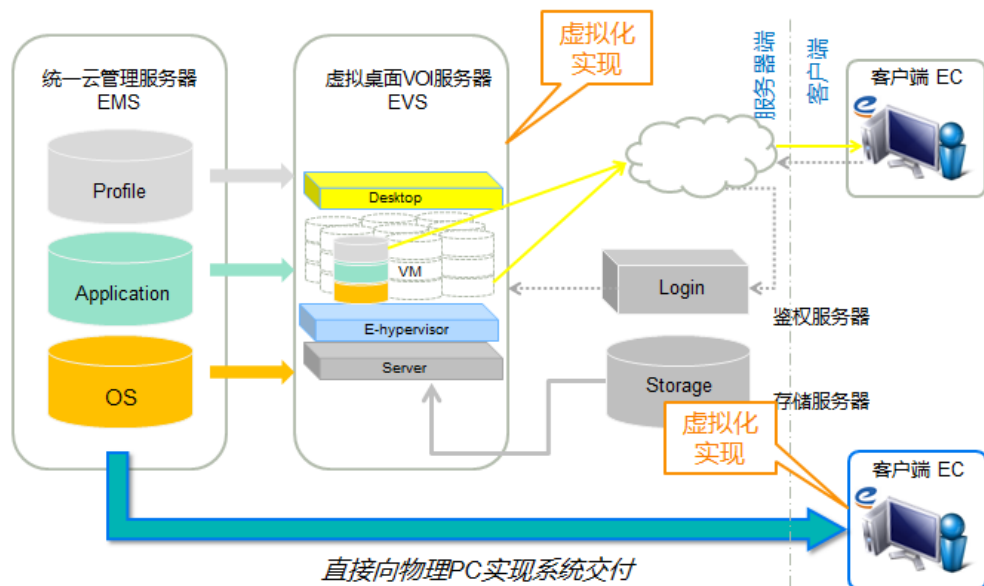 统一云管理服务器
EMS
Profile
Application
OS
虚拟桌面VOI服务器
EVS
Desktop
VM
E-hypervisor
Server
虚拟化
实现
服务器端
客户端
客户端 EC
Login
鉴权服务器
Storage
存储服务器
虚拟化
实现
客户端 EC
直接向物理PC实现系统交付